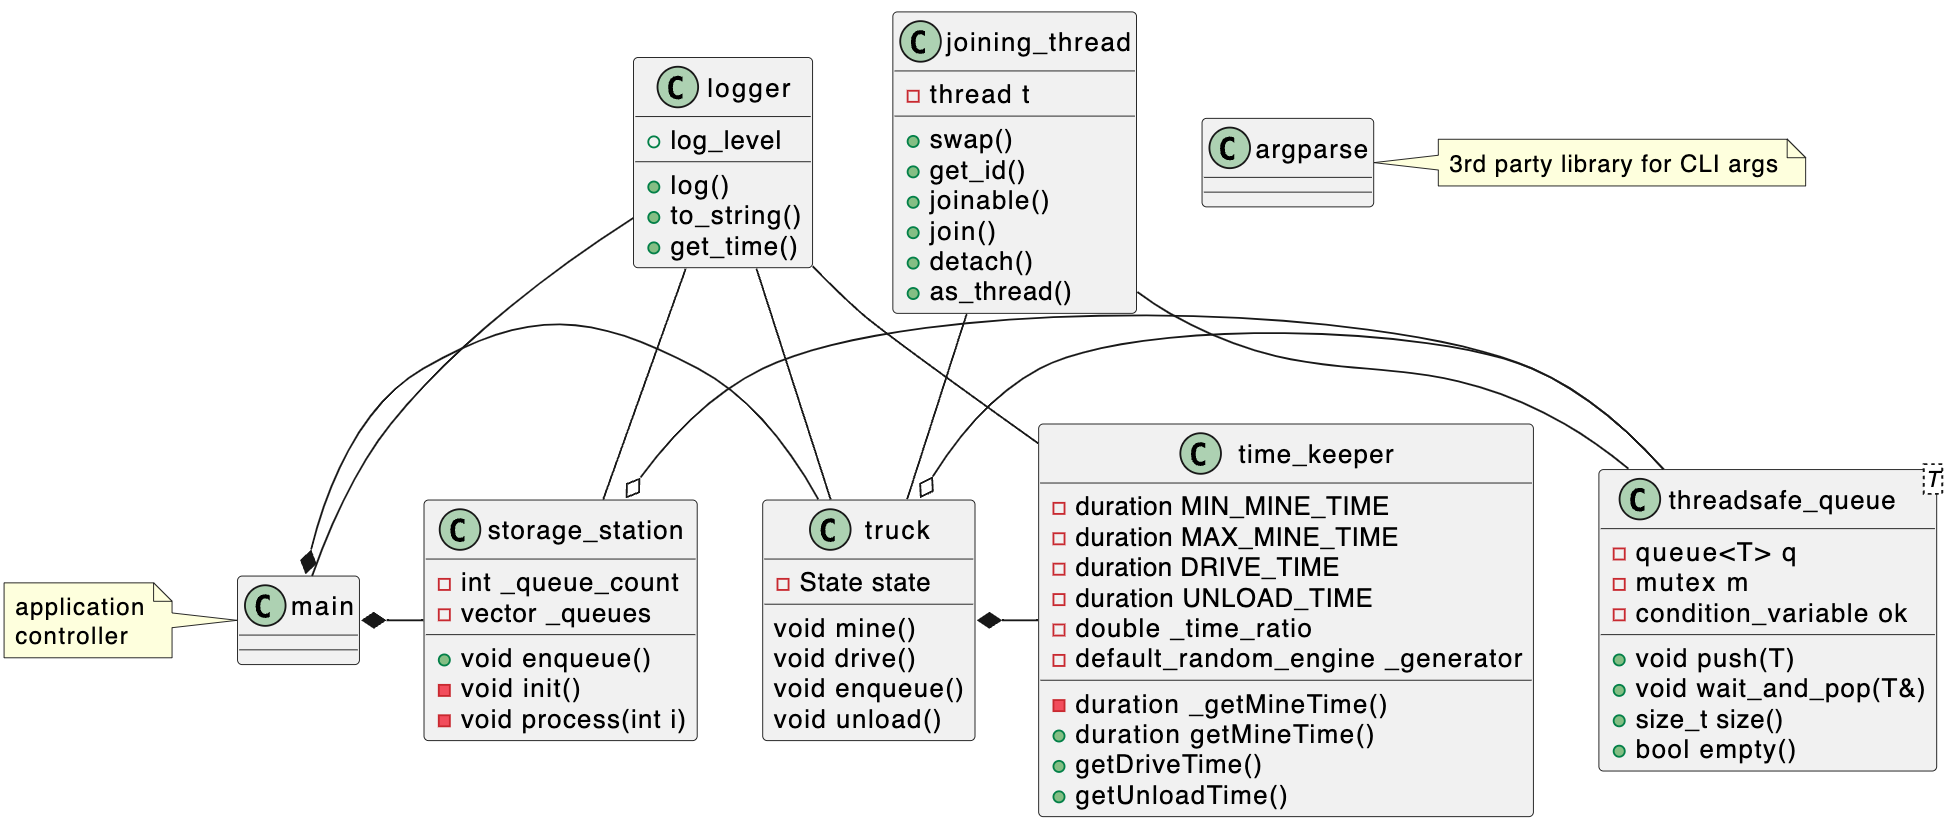 C logger
log_level
log()
to_string()
get_time()
C joining_thread
thread t
swap()
get_id()
joinable()
join()
detach()
as_thread()
C argparse
3rd party library for CLI args
application
controller
C main
C storage_station
int _queue_count
vector _queues
void enqueue()
void init()
void process(int i)
C truck
State state
void mine()
void drive()
void enqueue()
void unload()
C time_keeper
duration MIN_MINE_TIME
duration MAX_MINE_TIME
duration DRIVE_TIME
duration UNLOAD_TIME
double _time_ratio
default_random_engine _generator
duration _getMineTime()
duration getMineTime()
getDriveTime()
getUnloadTime()
T
C threadsafe_queue
queue<T> q
mutex m
condition_variable ok
void push(T)
void wait_and_pop(T&)
size_t size()
bool empty()